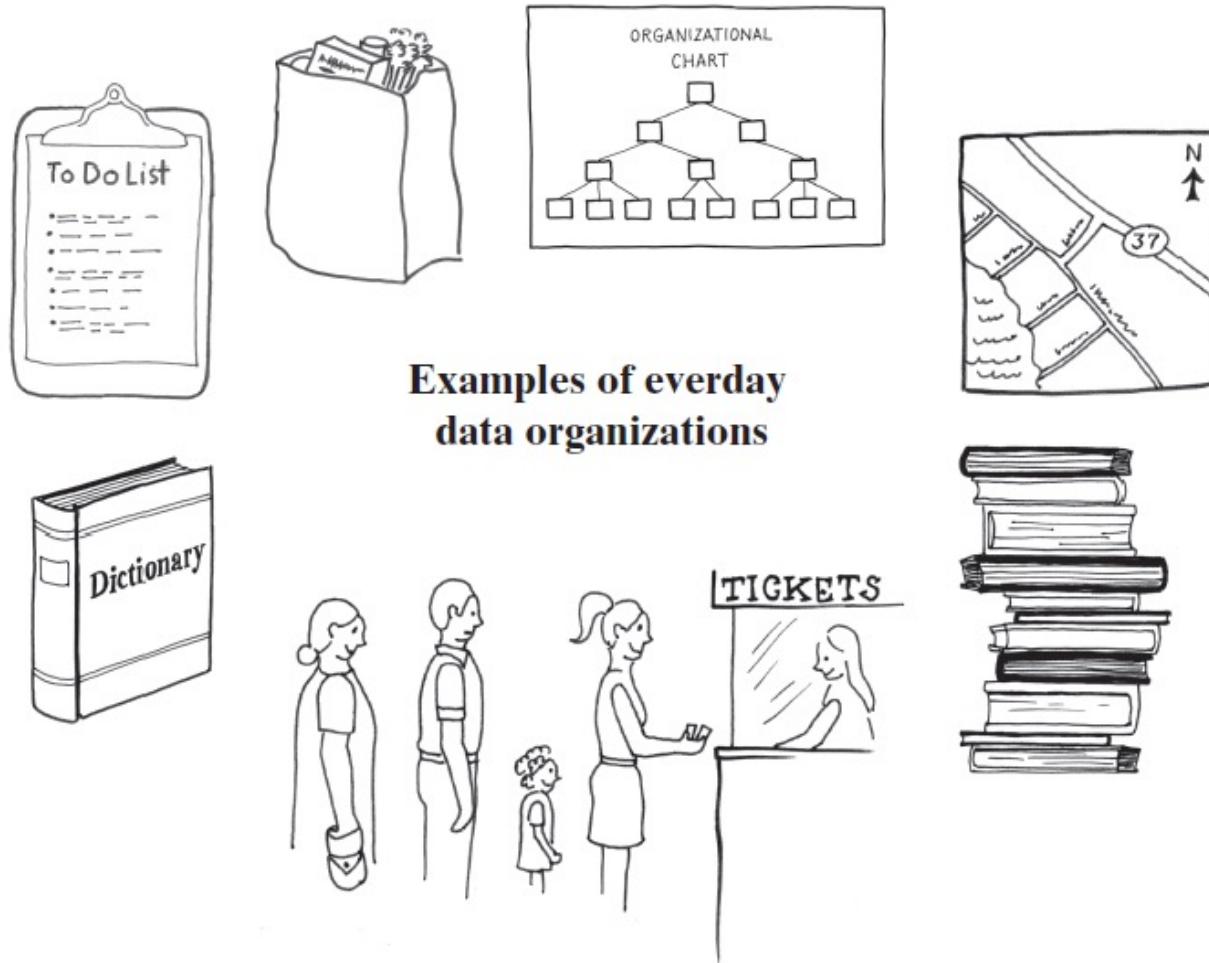 ORGANIZATIONAL
CHART
To Do List
N
37
Examples of everday
data organizations
Dictionary
TICKETS